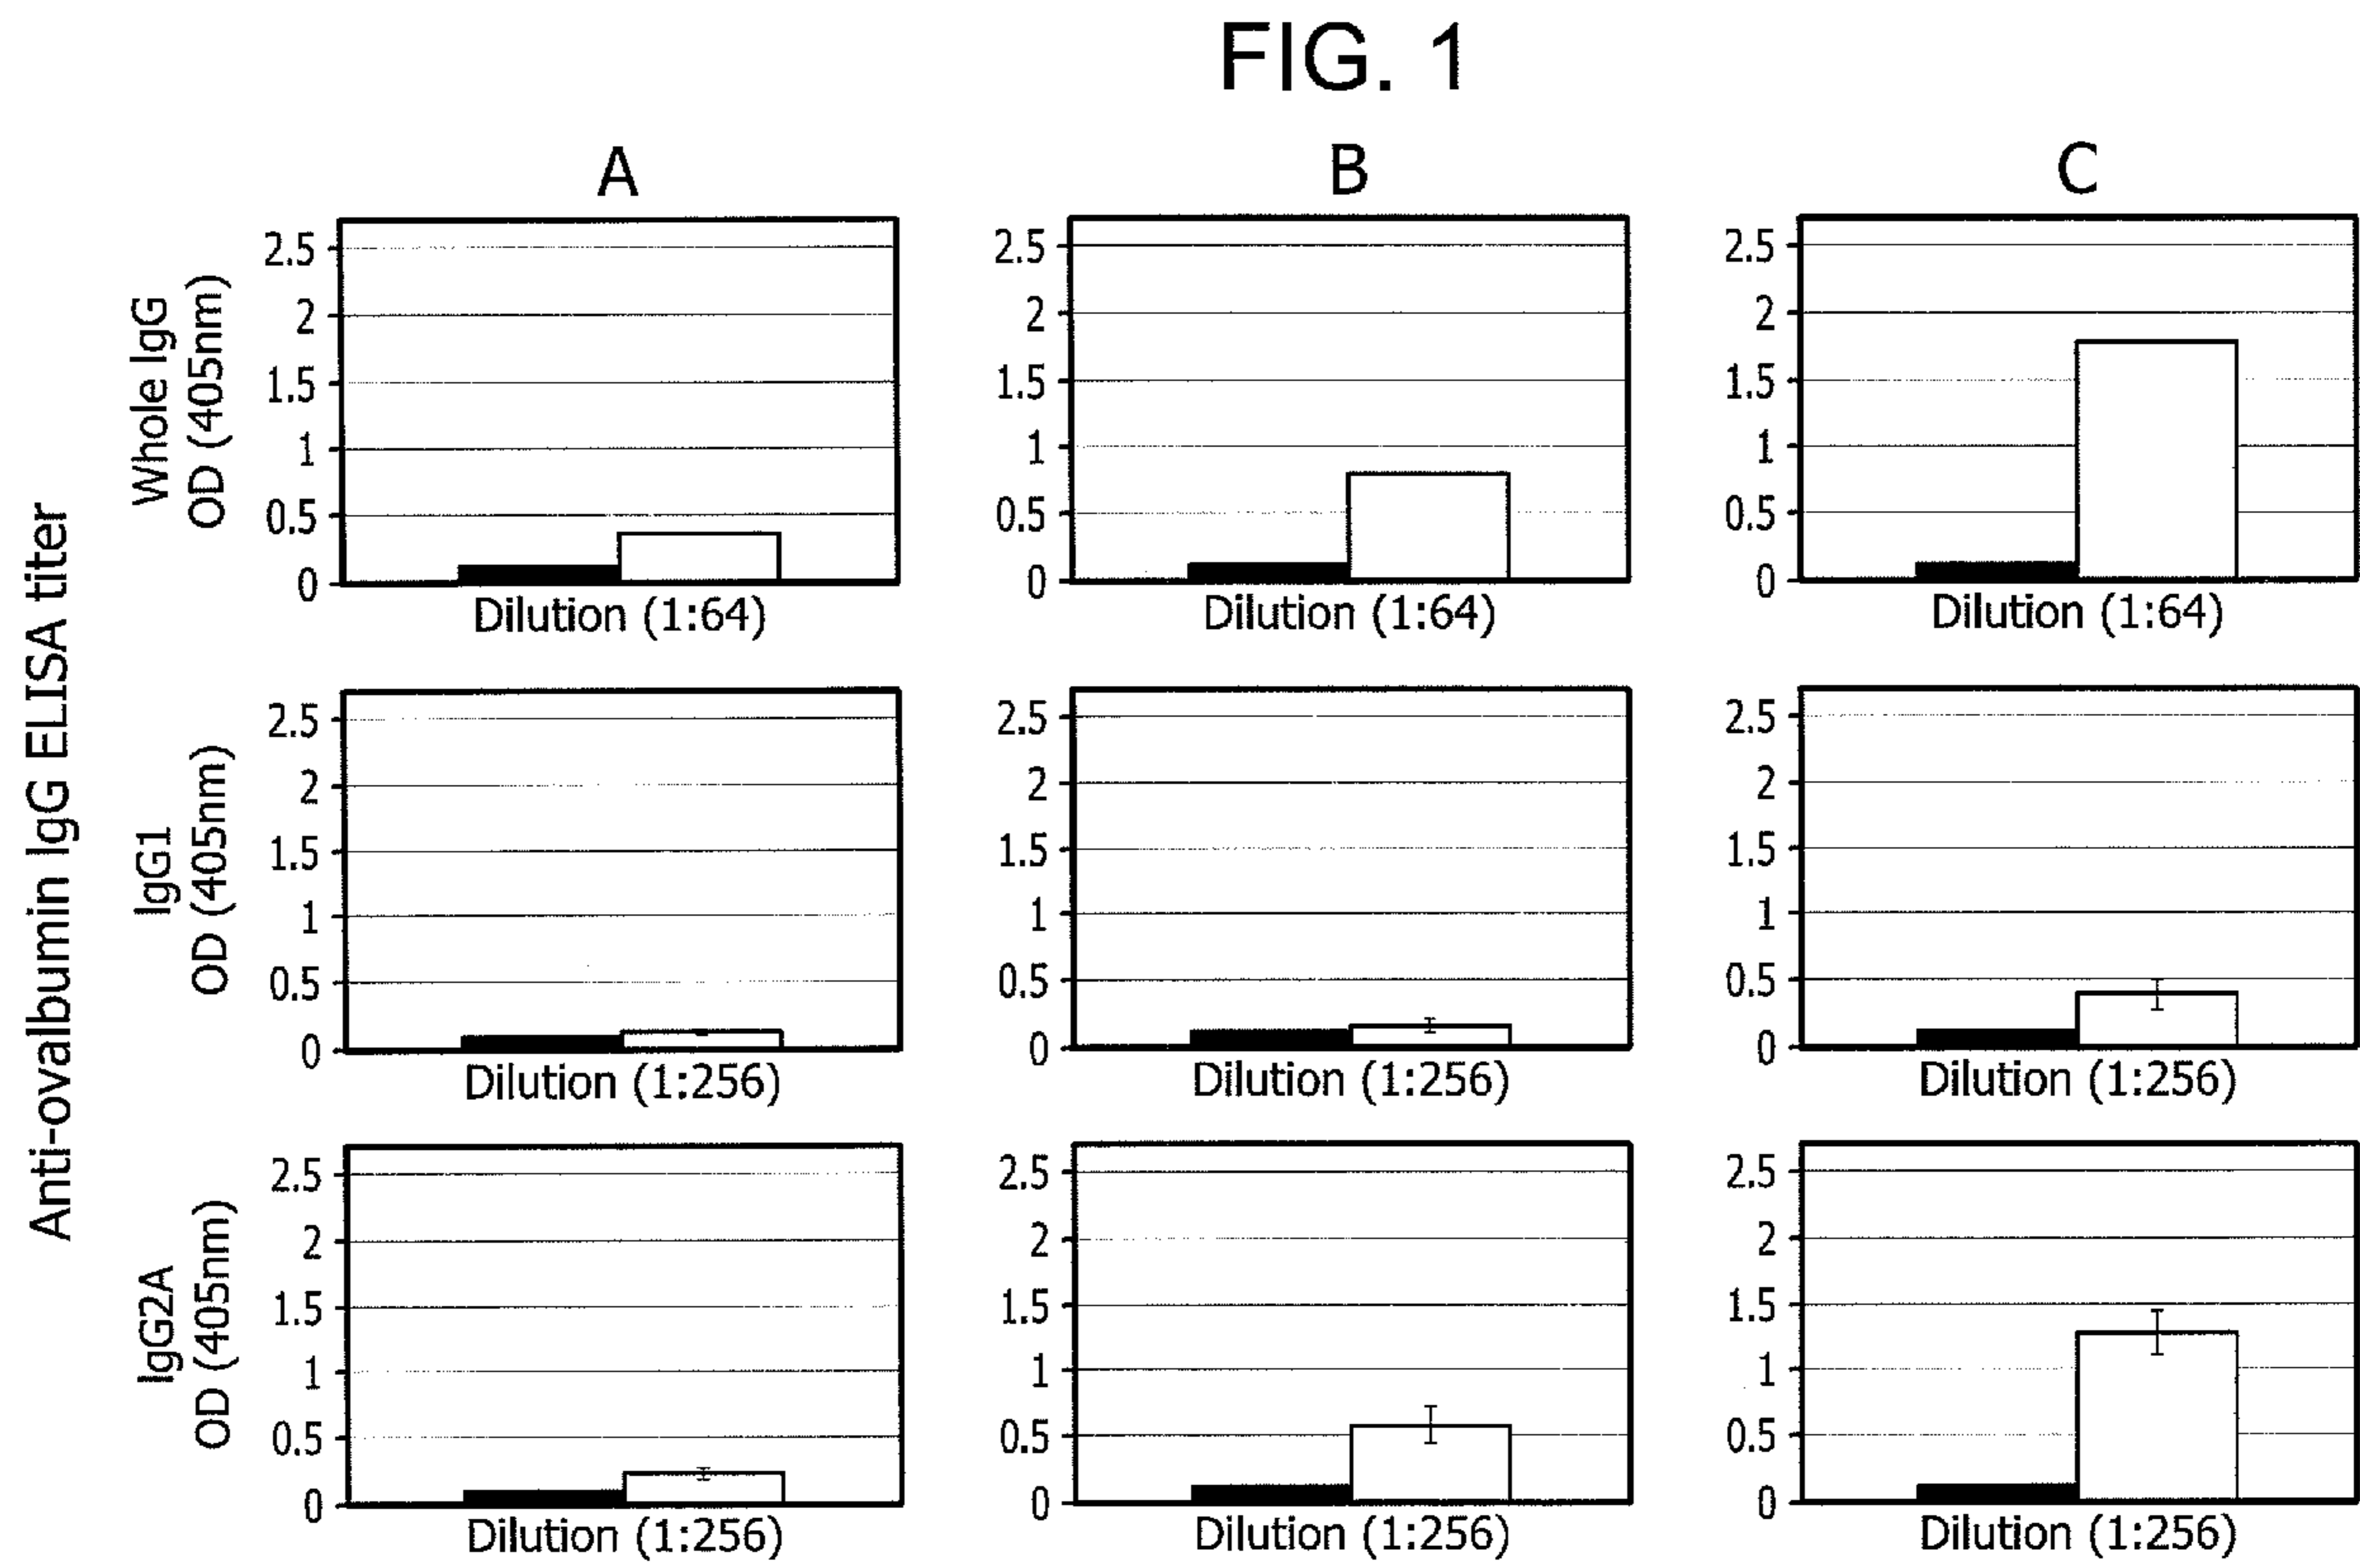 FIG. 1
A
B
C
Anti-ovalbumin IgG ELISA titer
Whole IgG
OD (405nm)
2.5
2
1.5
1
0.5
0
Dilution (1:64)
2.5
2
1.5
1
0.5
0
Dilution (1:64)
2.5
2
1.5
1
0.5
0
Dilution (1:64)
IgG1
OD (405nm)
2.5
2
1.5
1
0.5
0
Dilution (1:256)
2.5
2
1.5
1
0.5
0
Dilution (1:256)
2.5
2
1.5
1
0.5
0
Dilution (1:256)
IgG2A
OD (405nm)
2.5
2
1.5
1
0.5
0
Dilution (1:256)
2.5
2
1.5
1
0.5
0
Dilution (1:256)
2.5
2
1.5
1
0.5
0
Dilution (1:256)